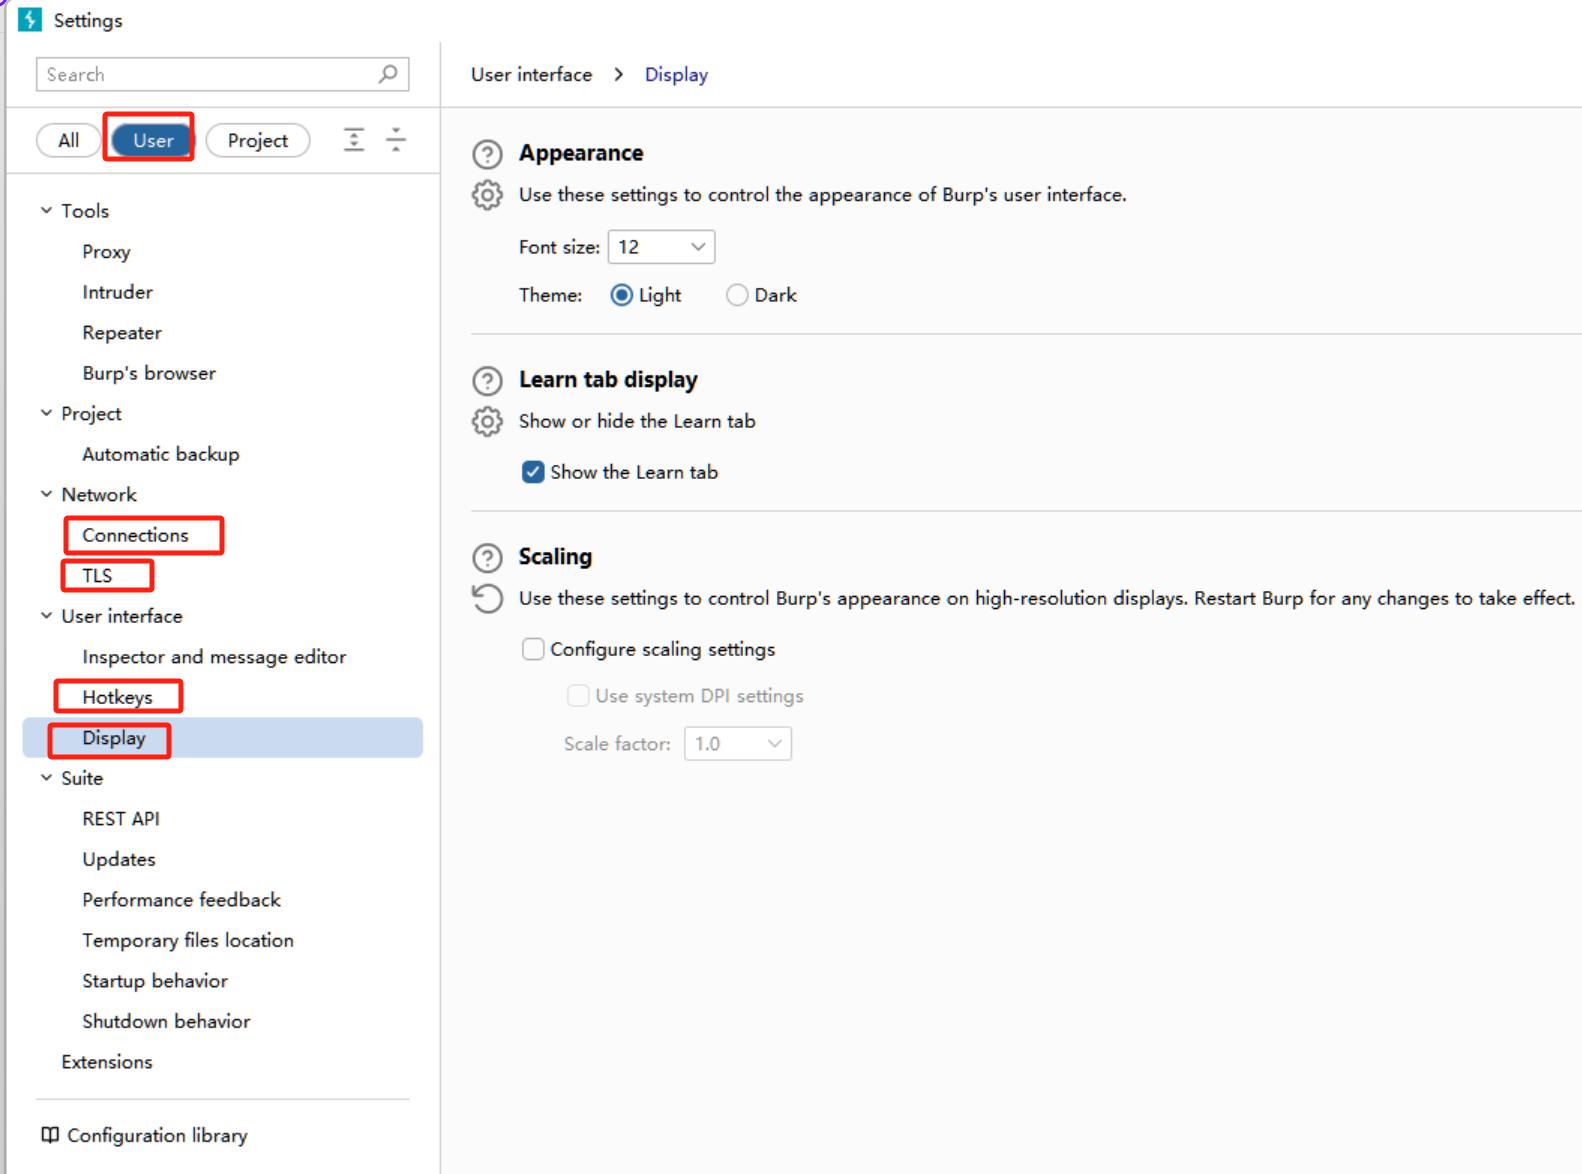 Settings
Search
All User Project
Tools
Proxy
Intruder
Repeater
Burp's browser
Project
Automatic backup
Network
Connections
TLS
User interface
Inspector and message editor
Hotkeys
Display
Suite
REST API
Updates
Performance feedback
Temporary files location
Startup behavior
Shutdown behavior
Extensions
Configuration library
User interface > Display
Appearance
Use these settings to control the appearance of Burp's user interface.
Font size: 12
Theme: Light Dark
Learn tab display
Show or hide the Learn tab
Show the Learn tab
Scaling
Use these settings to control Burp's appearance on high-resolution displays. Restart Burp for any changes to take effect.
Configure scaling settings
Use system DPI settings
Scale factor: 1.0